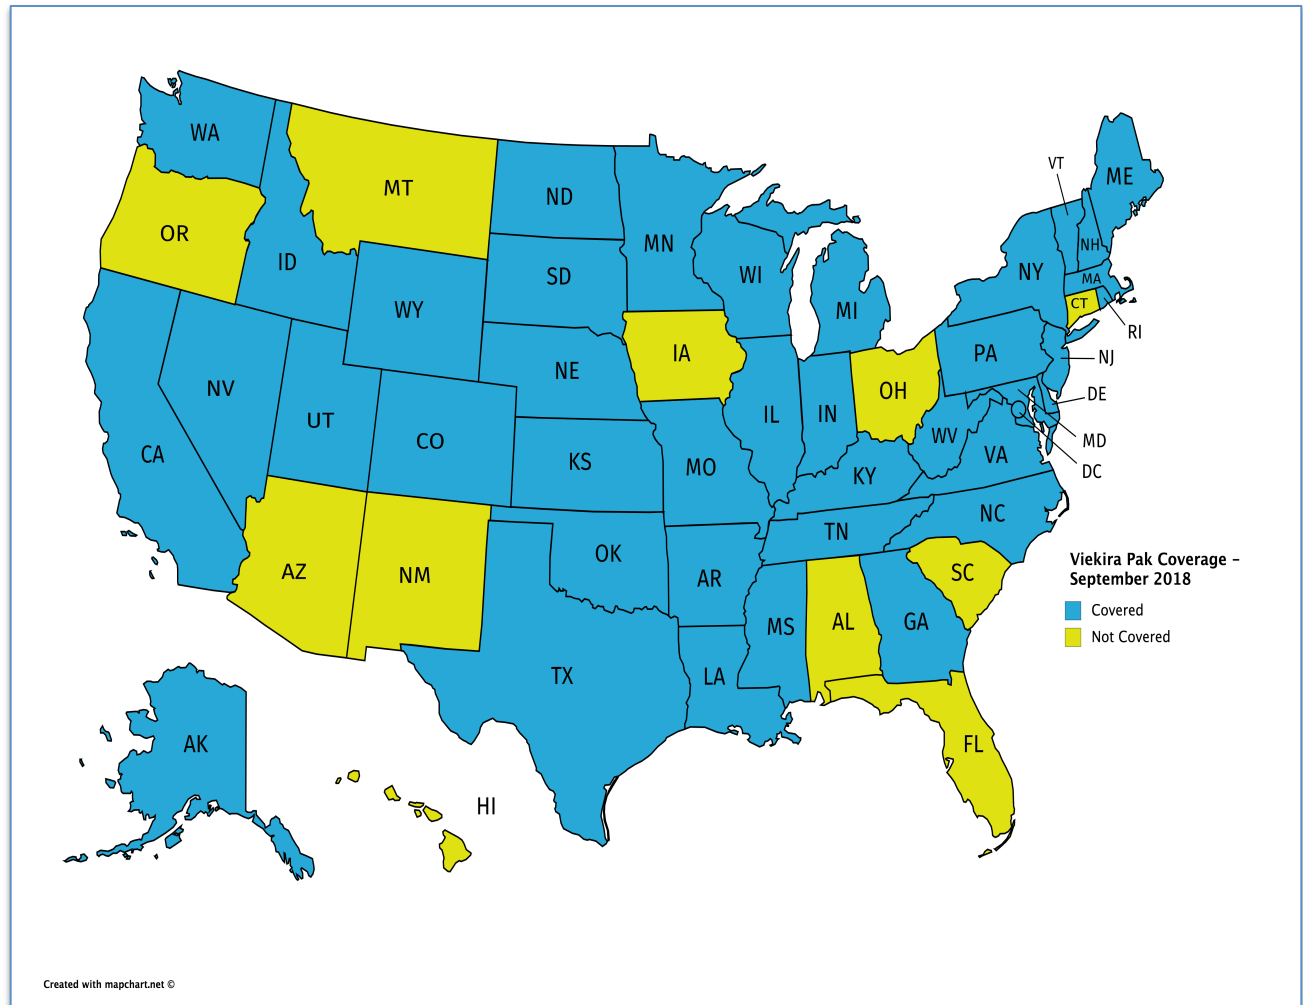 WA
MT
ND
MN
VT
ME
OR
ID
SD
WI
NH
NY
MA
WY
MI
CT
RI
IA
PA
NJ
NE
OH
NV
DE
UT
IL
IN
CO
MD
WV
CA
VA
KS
MO
DC
KY
NC
TN
OK
AZ
NM
AR
SC
Viekira Pak Coverage –
September 2018
Covered
Not Covered
MS
AL
GA
TX
LA
AK
FL
HI
Created with mapchart.net ©